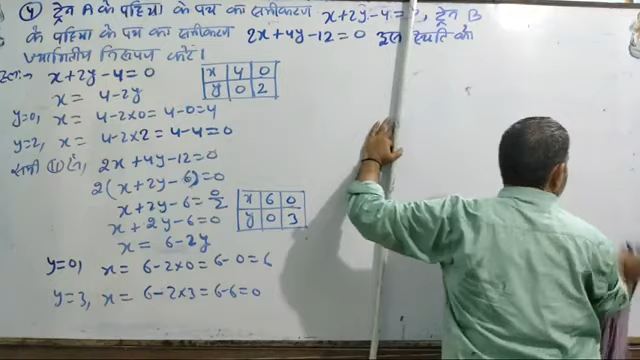 ④ ट्रेन A के पहिया के पथ का समीकरण x+2y-4=0, ट्रेन B
के पहिया के पथ का समीकरण 2x+4y-12=0 इस स्थिति को
ज्यामितीय निरूपण करें।
हल:- x+2y-4=0
x = 4-2y
y=0, x = 4-2×0 = 4-0=4
y=2, x = 4-2×2 = 4-4=0
x 4 0
y 0 2
समी (ii) से, 2x+4y-12=0
2(x+2y-6)=0
x+2y-6=0/2
x+2y-6=0
x = 6-2y
x 6 0
y 0 3
y=0, x = 6-2×0=6-0=6
y=3, x = 6-2×3=6-6=0